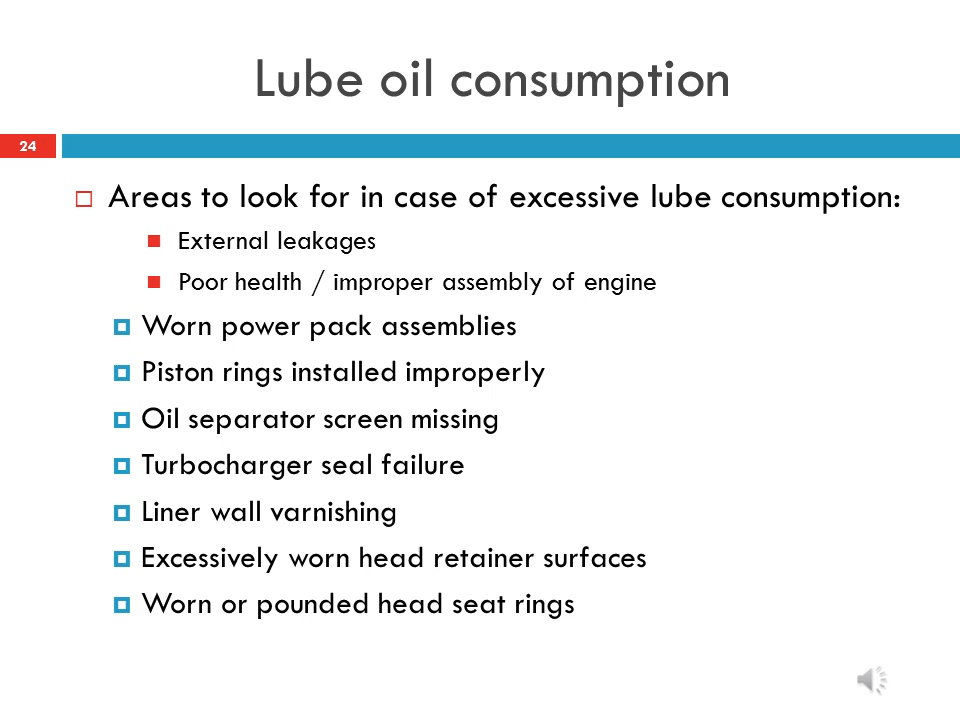 Lube oil consumption
24
Areas to look for in case of excessive lube consumption:
External leakages
Poor health / improper assembly of engine
Worn power pack assemblies
Piston rings installed improperly
Oil separator screen missing
Turbocharger seal failure
Liner wall varnishing
Excessively worn head retainer surfaces
Worn or pounded head seat rings